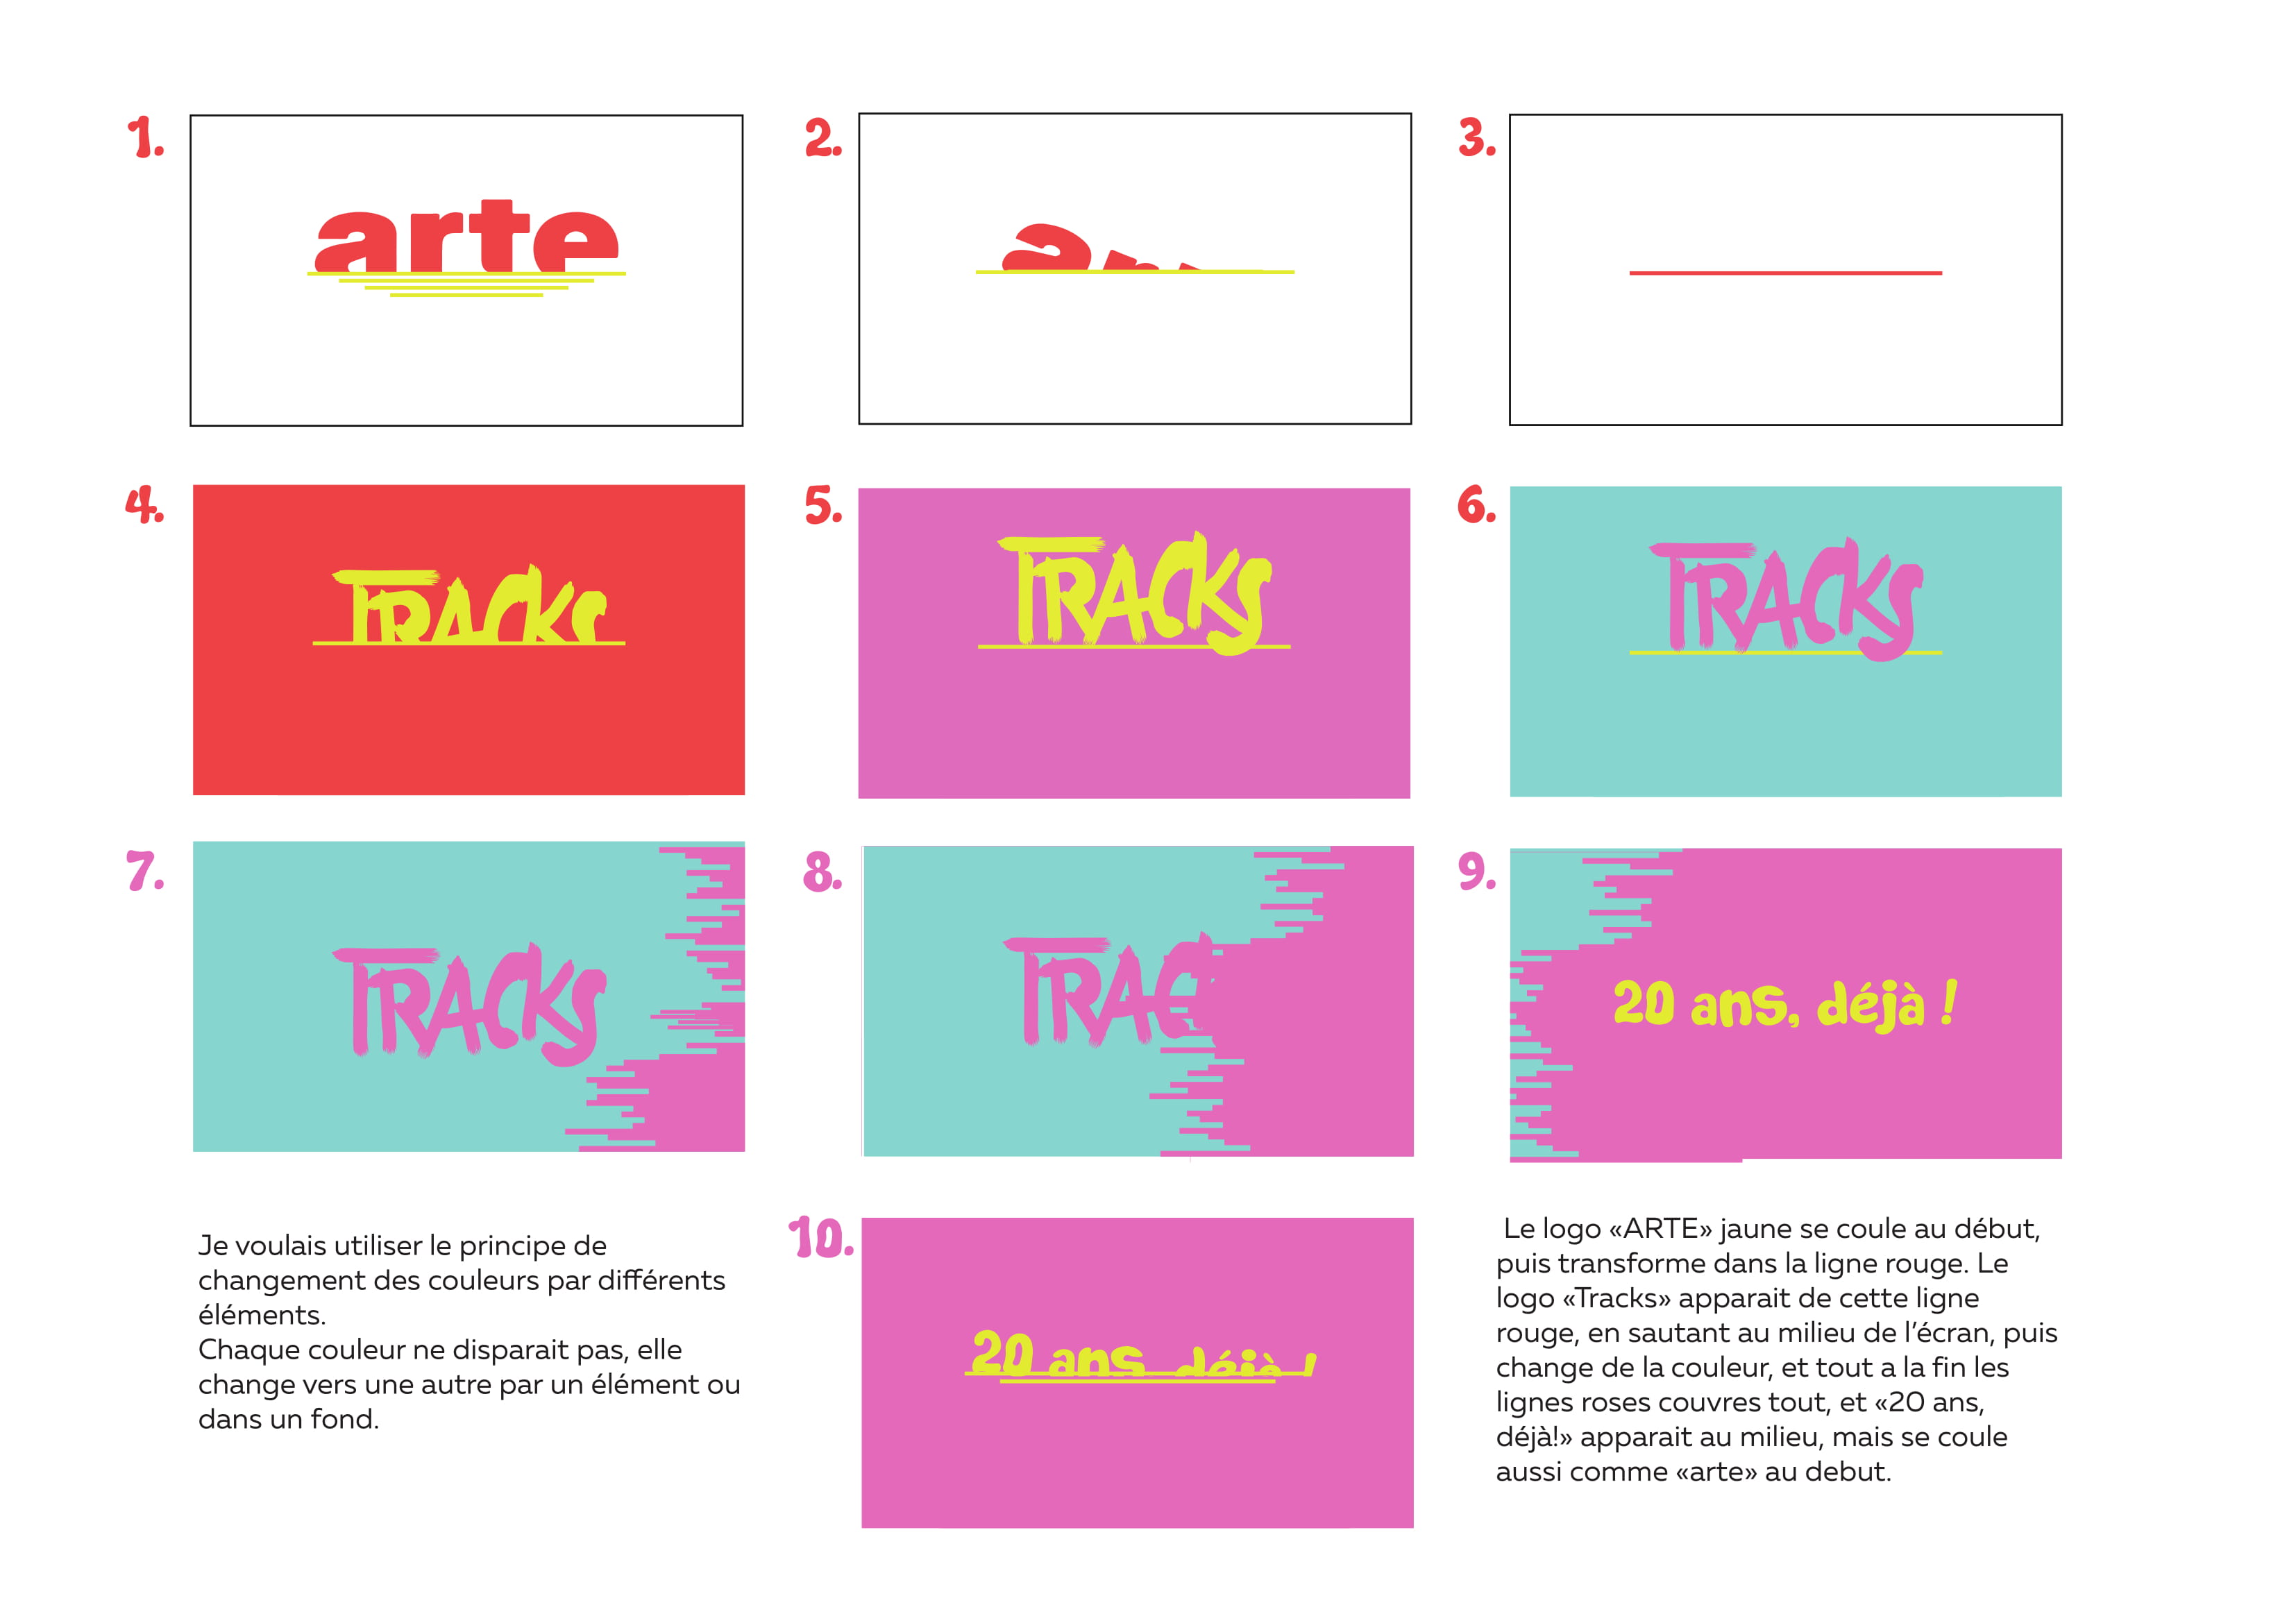 1.
arte
2.
3.
4.
TRACKS
5.
TRACKS
6.
TRACKS
7.
TRACKS
8.
TRAC
9.
20 ans, déjà !
Je voulais utiliser le principe de
changement des couleurs par différents
éléments.
Chaque couleur ne disparait pas, elle
change vers une autre par un élément ou
dans un fond.
10.
20 ans, déjà !
Le logo «ARTE» jaune se coule au début,
puis transforme dans la ligne rouge. Le
logo «Tracks» apparait de cette ligne
rouge, en sautant au milieu de l'écran, puis
change de la couleur, et tout a la fin les
lignes roses couvres tout, et «20 ans,
déjà!» apparait au milieu, mais se coule
aussi comme «arte» au debut.